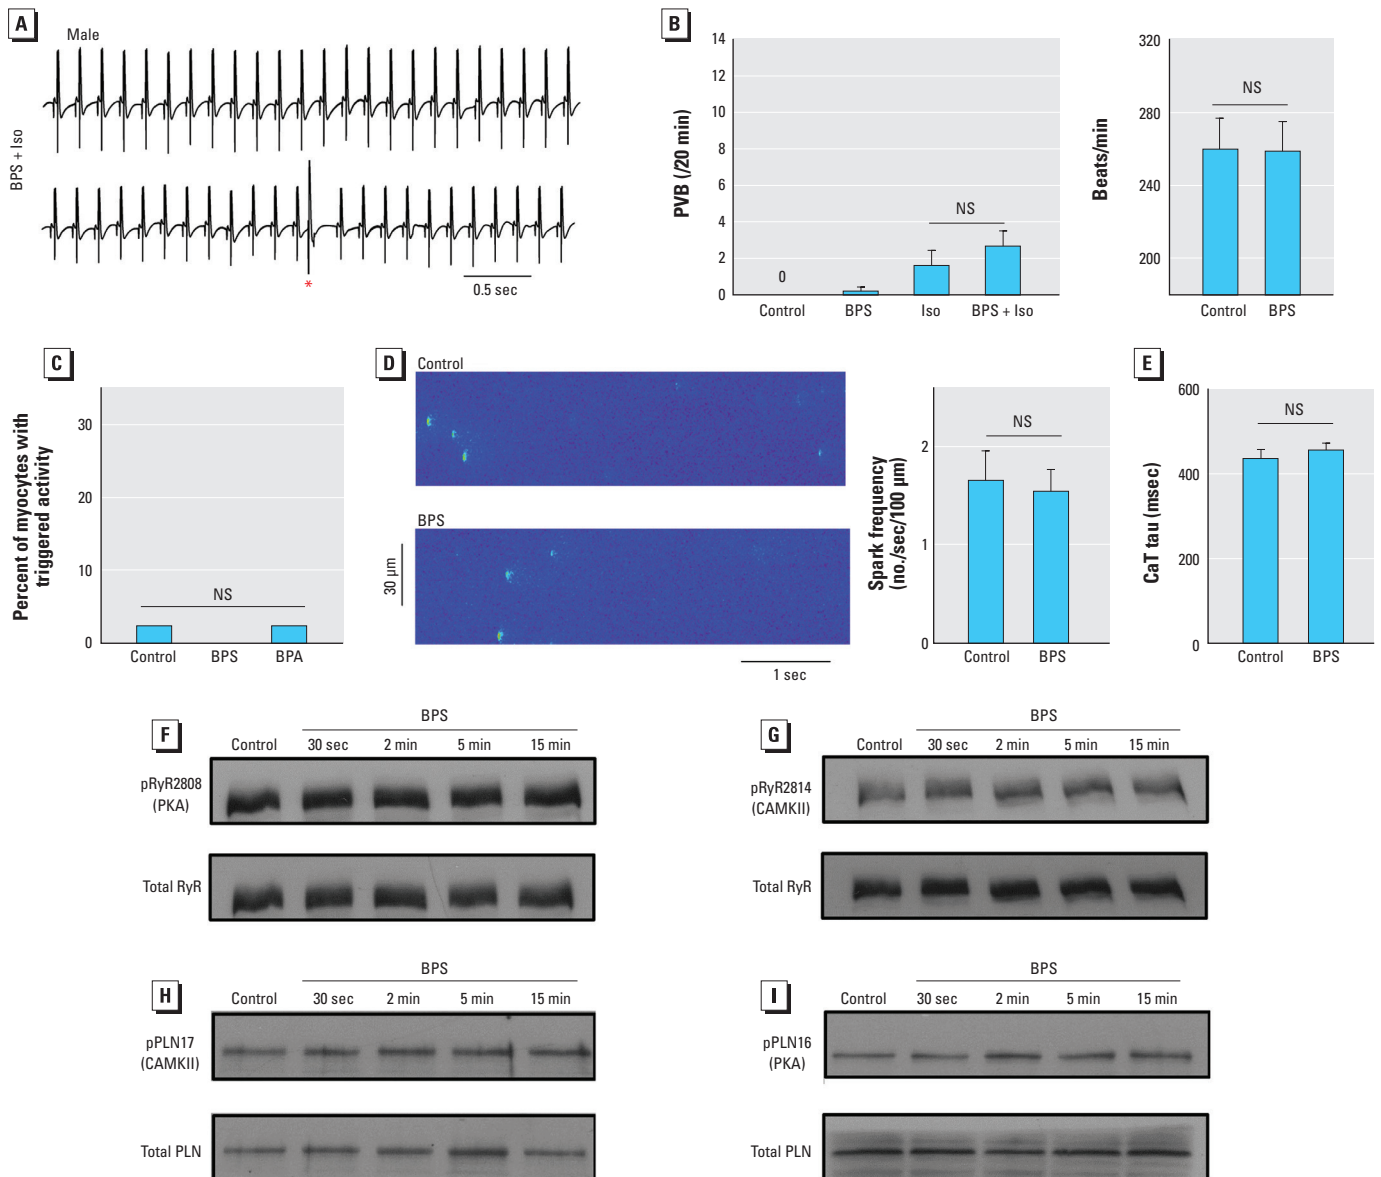 A
Male
BPS + Iso
*
0.5 sec
B
PVB (/20 min)
14
12
10
8
6
4
2
0
0
NS
Control
BPS
Iso
BPS + Iso
Beats/min
320
280
240
200
NS
Control
BPS
C
Percent of myocytes with
triggered activity
30
20
10
0
NS
Control
BPS
BPA
D
Control
BPS
30 µm
1 sec
Spark frequency
(no./sec/100 µm)
2
1
0
NS
Control
BPS
E
CaT tau (msec)
600
400
200
0
NS
Control
BPS
F
BPS
Control
30 sec
2 min
5 min
15 min
pRyR2808
(PKA)
Total RyR
G
BPS
Control
30 sec
2 min
5 min
15 min
pRyR2814
(CAMKII)
Total RyR
H
BPS
Control
30 sec
2 min
5 min
15 min
pPLN17
(CAMKII)
Total PLN
I
BPS
Control
30 sec
2 min
5 min
15 min
pPLN16
(PKA)
Total PLN